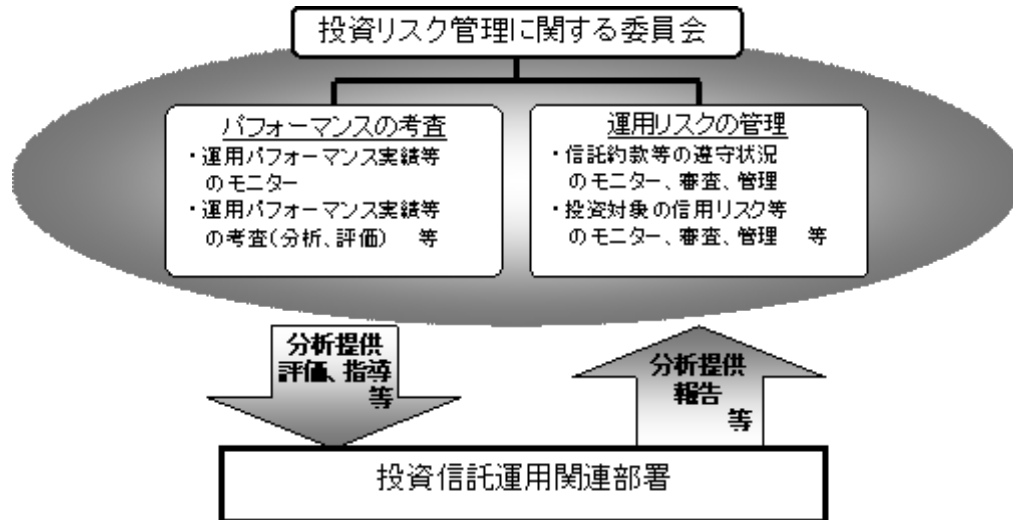 投資リスク管理に関する委員会
パフォーマンスの考査
・運用パフォーマンス実績等
のモニター
・運用パフォーマンス実績等
の考査(分析、評価) 等
運用リスクの管理
・信託約款等の遵守状況
のモニター、審査、管理
・投資対象の信用リスク等
のモニター、審査、管理 等
分析提供
評価、指導
等
分析提供
報告
等
投資信託運用関連部署